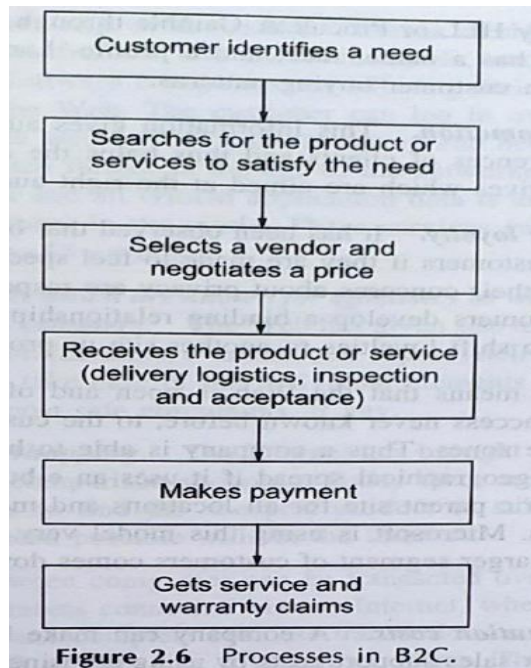 Customer identifies a need
Searches for the product or
services to satisfy the need
Selects a verdor and
negotiates a price
Receives the product or service
(delivery logistics, inspection
and acceptance)
Makes payment
Gets service and
warranty claims
Figure 2.6 Processes in B2C.